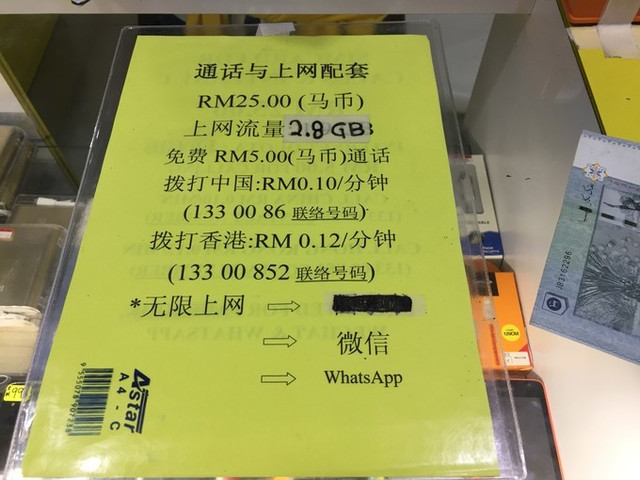 通话与上网配套
RM25.00 (马币)
上网流量 2.8GB
免费 RM5.00(马币)通话
拨打中国:RM0.10/分钟
(133 00 86 联络号码)
拨打香港:RM 0.12/分钟
(133 00 852 联络号码)
*无限上网 ⇨
⇨ 微信
⇨ WhatsApp
Astar
A4-C
JB3162296